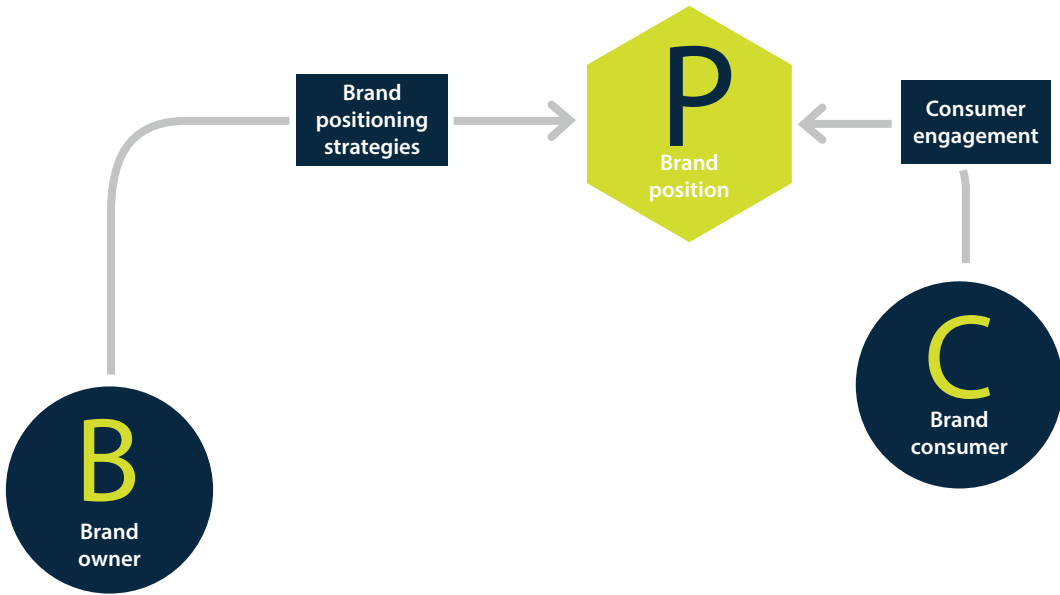 Brand
positioning
strategies
P
Brand
position
Consumer
engagement
B
Brand
owner
C
Brand
consumer